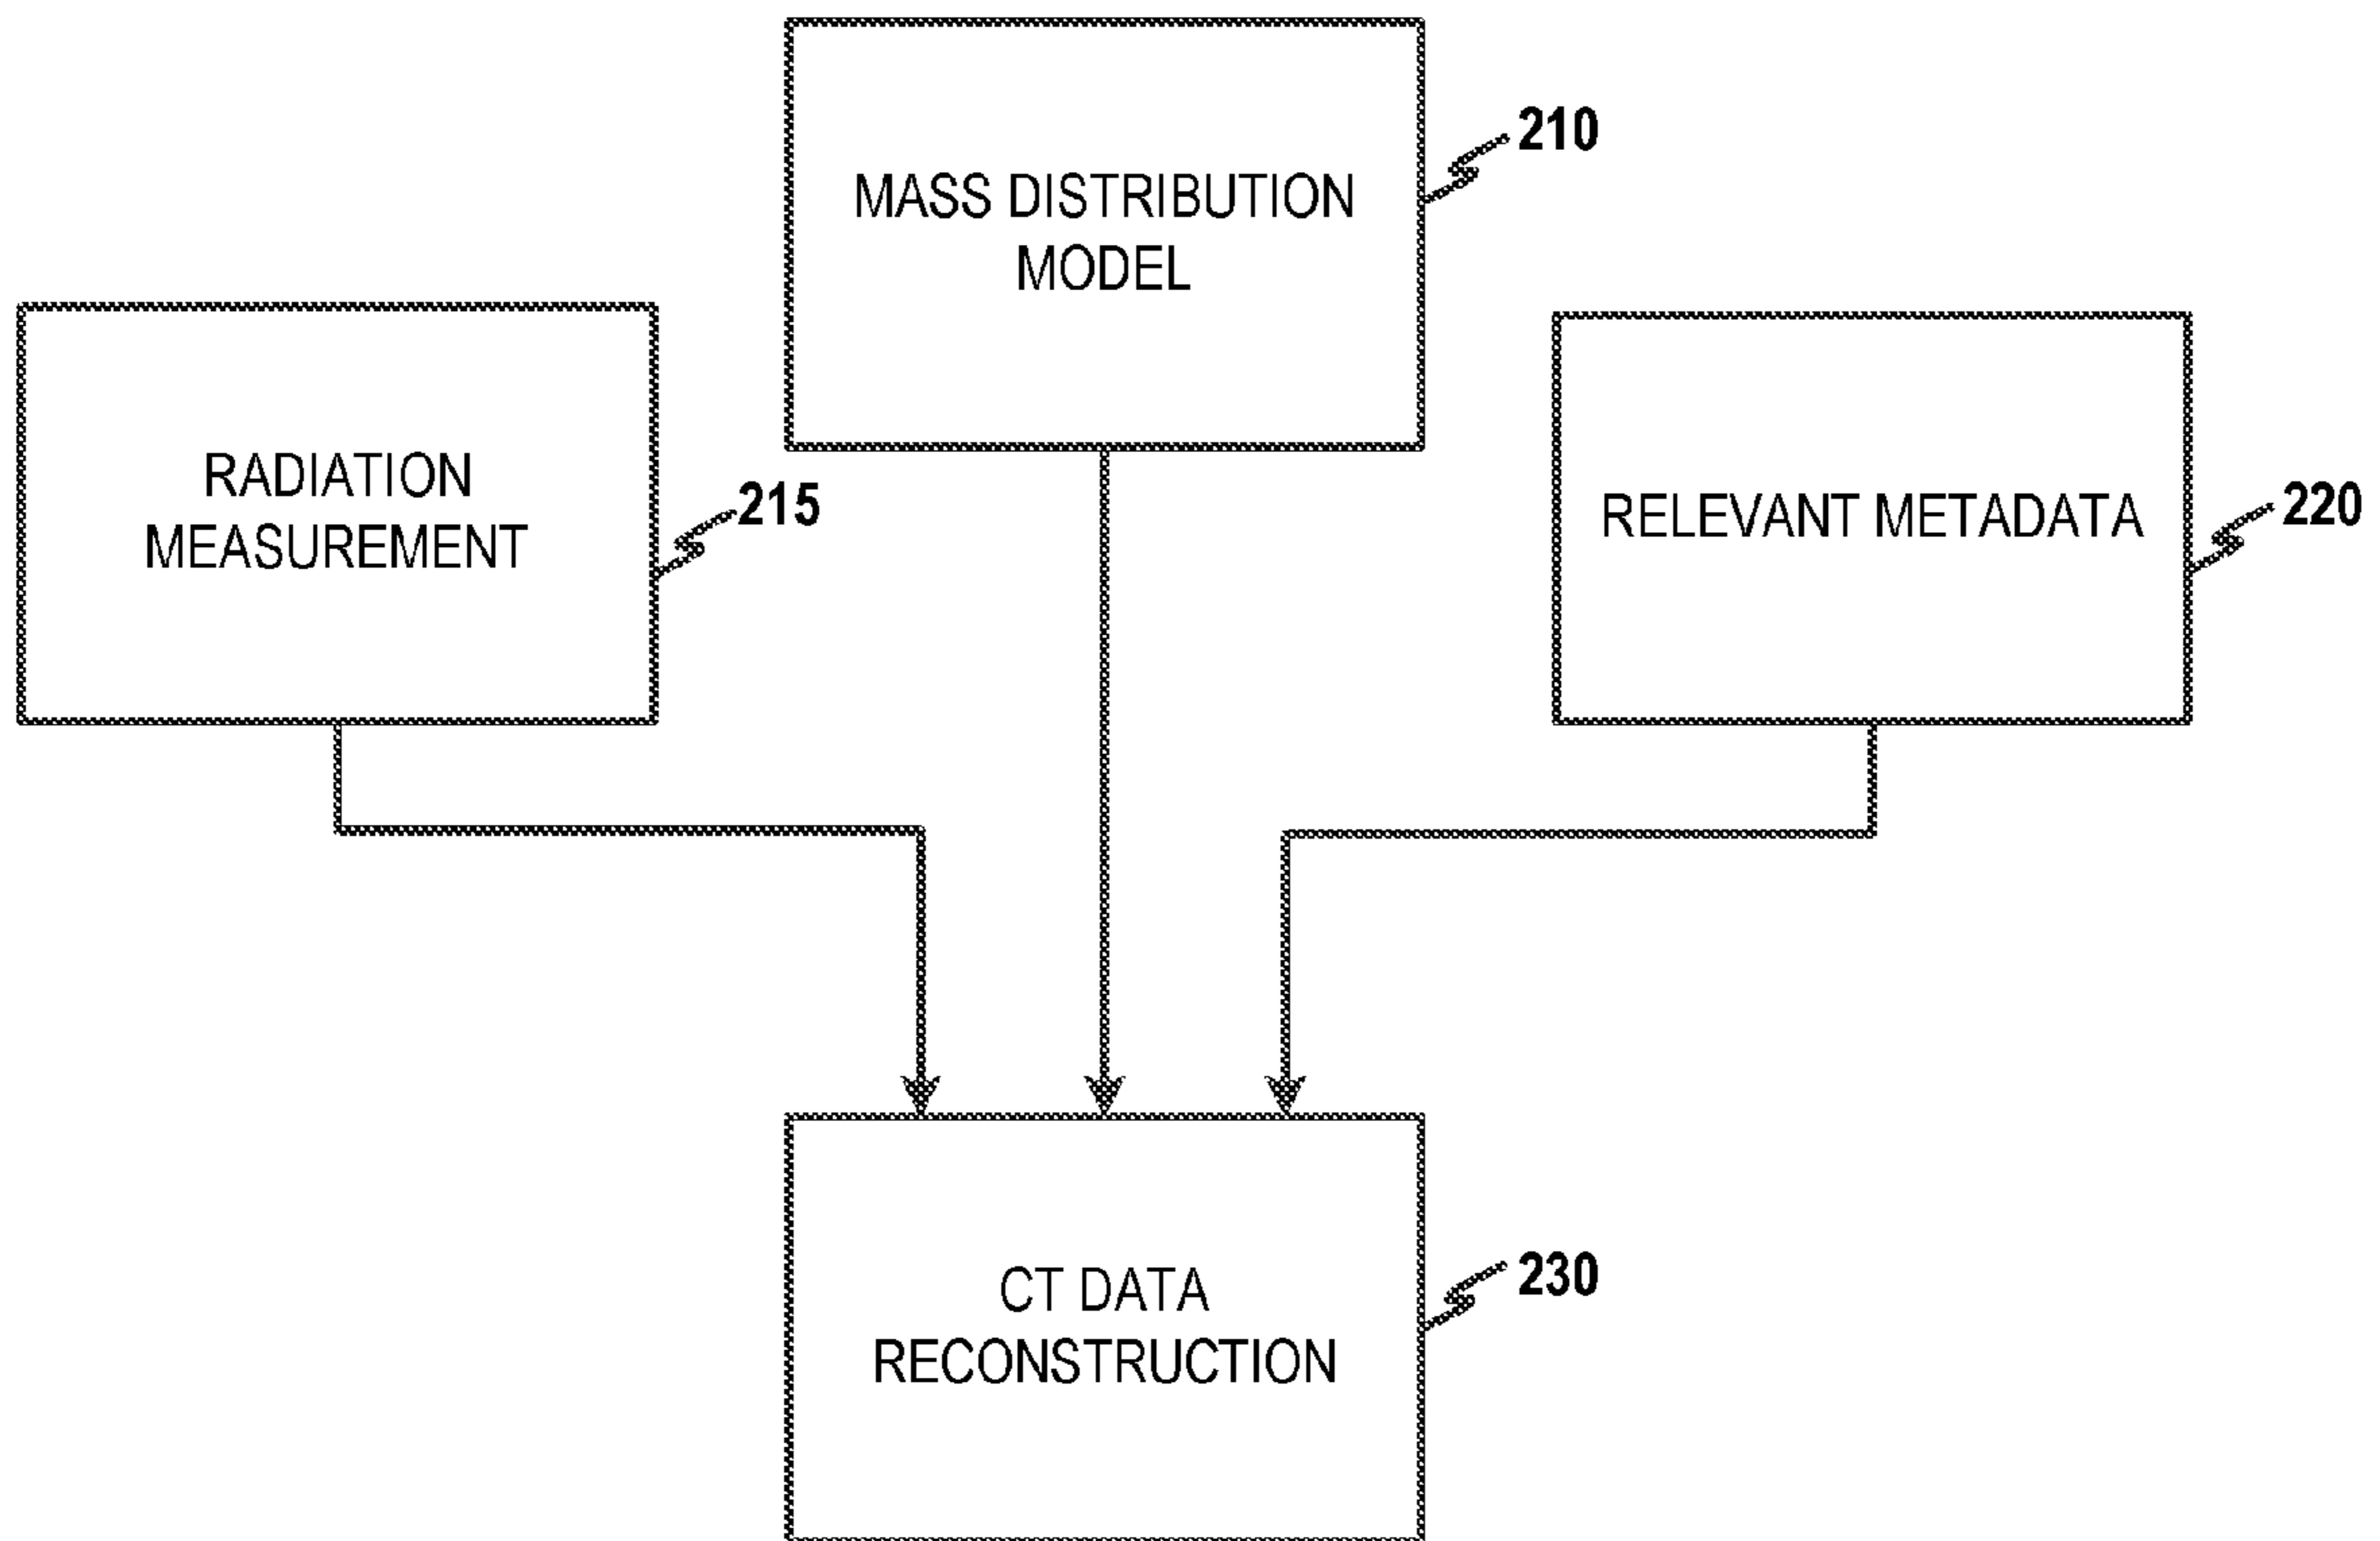 210
MASS DISTRIBUTION
MODEL
RADIATION
MEASUREMENT
215
RELEVANT METADATA
220
CT DATA
RECONSTRUCTION
230